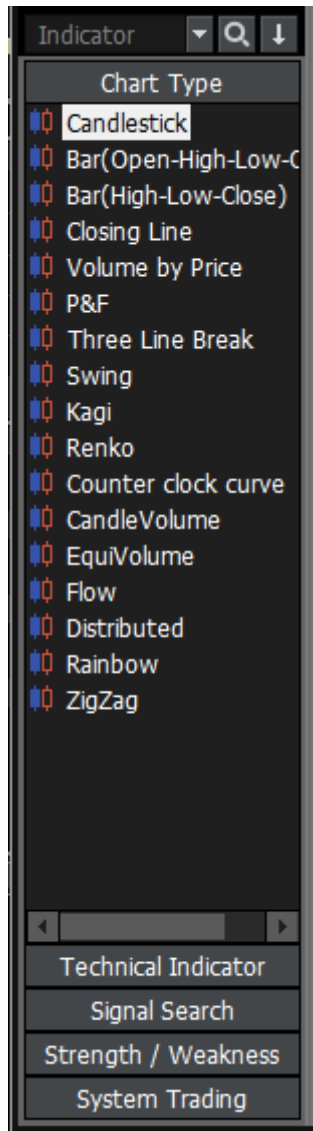 Indicator
Chart Type
Candlestick
Bar(Open-High-Low-C
Bar(High-Low-Close)
Closing Line
Volume by Price
P&F
Three Line Break
Swing
Kagi
Renko
Counter clock curve
CandleVolume
EquiVolume
Flow
Distributed
Rainbow
ZigZag
Technical Indicator
Signal Search
Strength / Weakness
System Trading